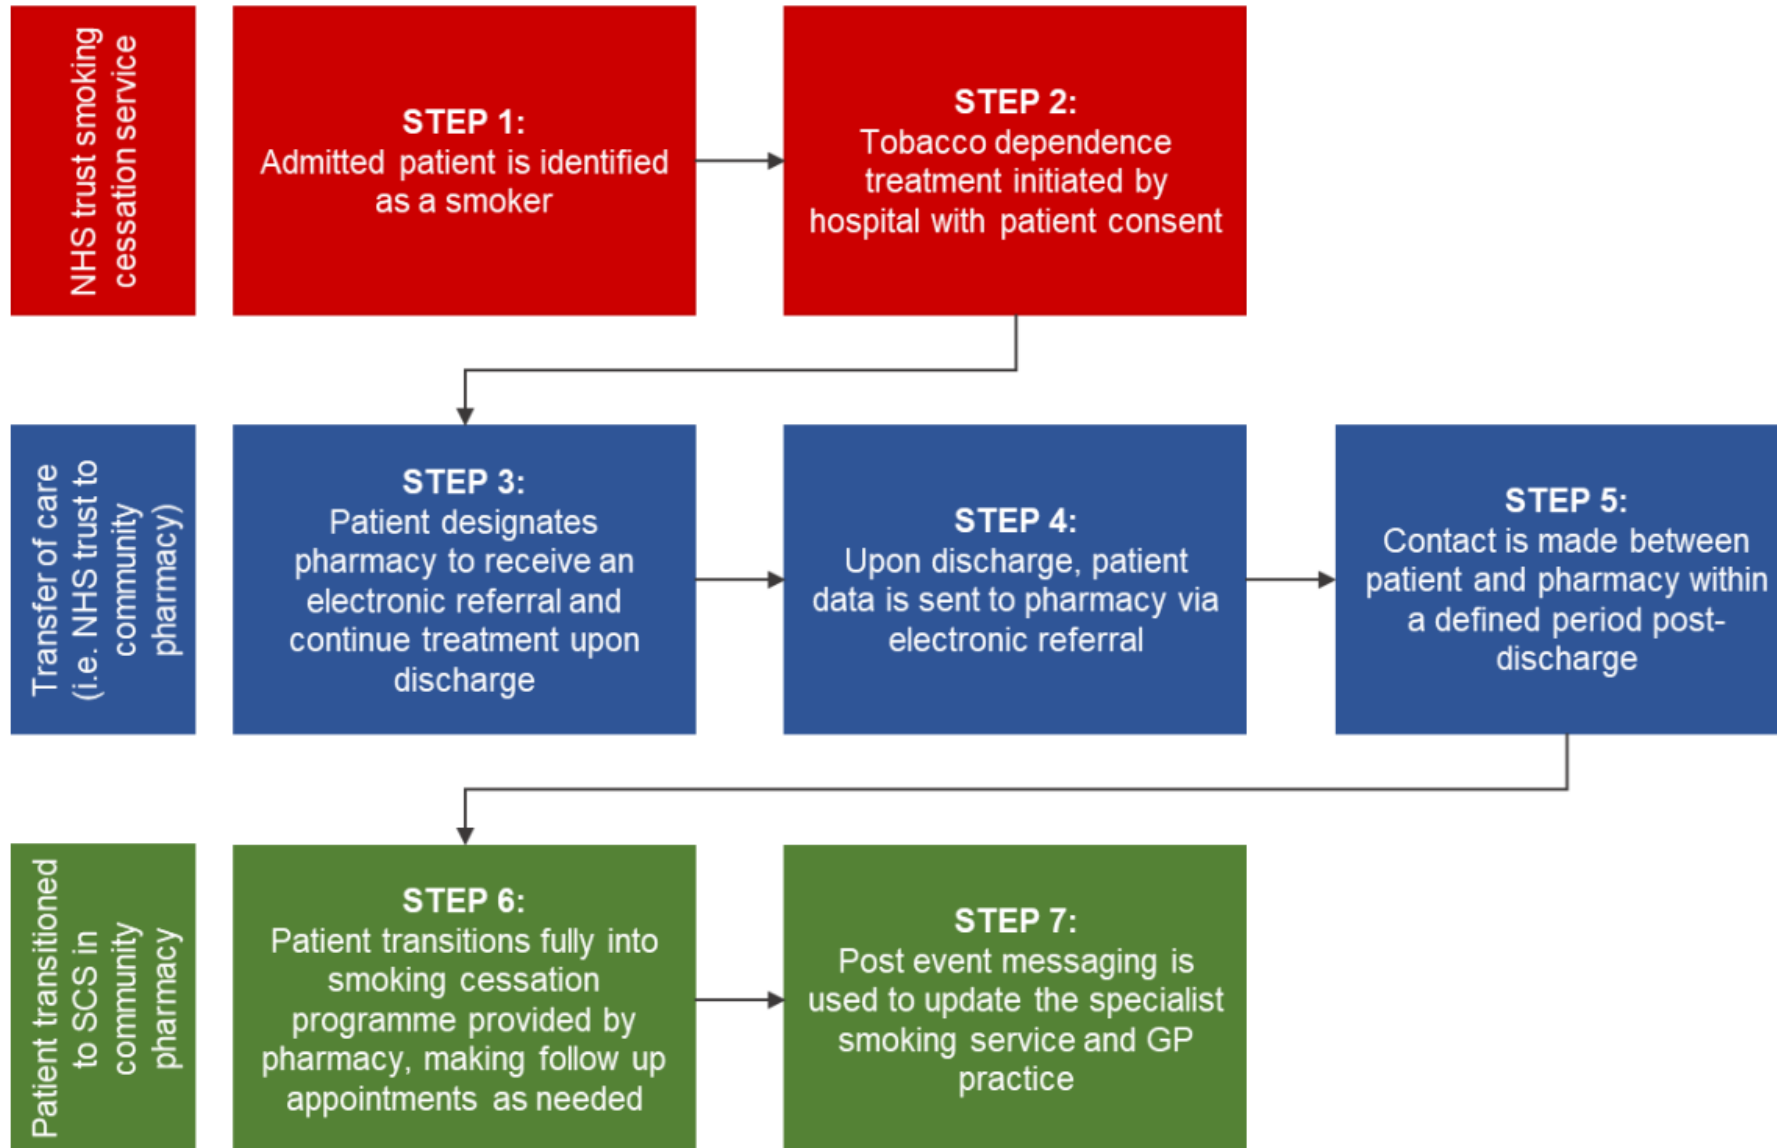 NHS trust smoking
cessation service
STEP 1:
Admitted patient is identified
as a smoker
STEP 2:
Tobacco dependence
treatment initiated by
hospital with patient consent
Transfer of care
(i.e. NHS trust to
community
pharmacy)
STEP 3:
Patient designates
pharmacy to receive an
electronic referral and
continue treatment upon
discharge
STEP 4:
Upon discharge, patient
data is sent to pharmacy via
electronic referral
STEP 5:
Contact is made between
patient and pharmacy within
a defined period post-
discharge
Patient transitioned
to SCS in
community
pharmacy
STEP 6:
Patient transitions fully into
smoking cessation
programme provided by
pharmacy, making follow up
appointments as needed
STEP 7:
Post event messaging is
used to update the specialist
smoking service and GP
practice